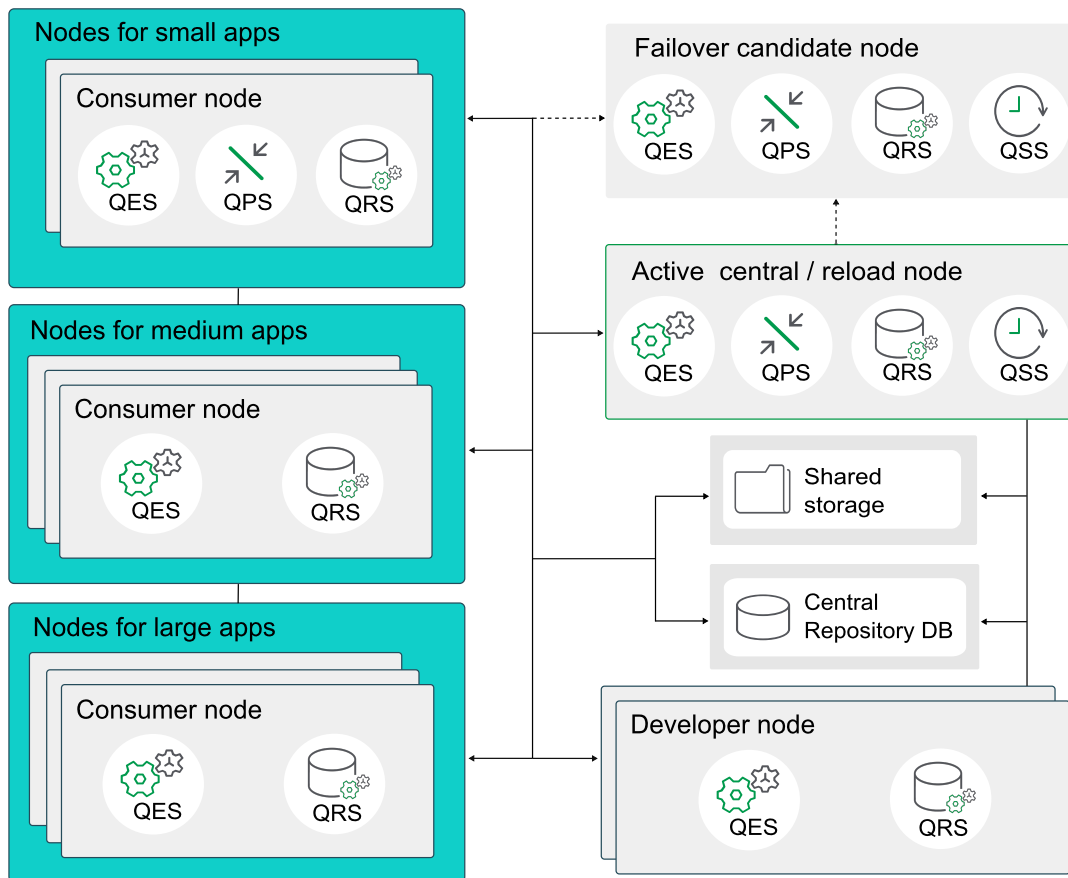 Nodes for small apps
Consumer node
QES
QPS
QRS
Nodes for medium apps
Consumer node
QES
QRS
Nodes for large apps
Consumer node
QES
QRS
Failover candidate node
QES
QPS
QRS
QSS
Active central / reload node
QES
QPS
QRS
QSS
Shared
storage
Central
Repository DB
Developer node
QES
QRS